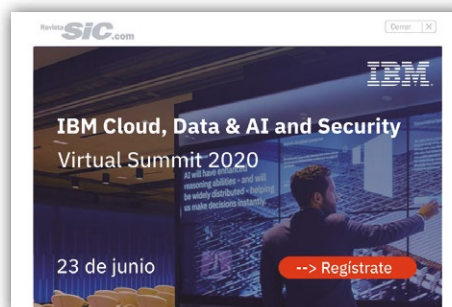 Revista SiC.com
Cerrar X
IBM
IBM Cloud, Data & AI and Security
Virtual Summit 2020
AI will have enhanced
reasoning abilities - and will
be widely distributed - helping
us make decisions instantly.
23 de junio
--> Regístrate